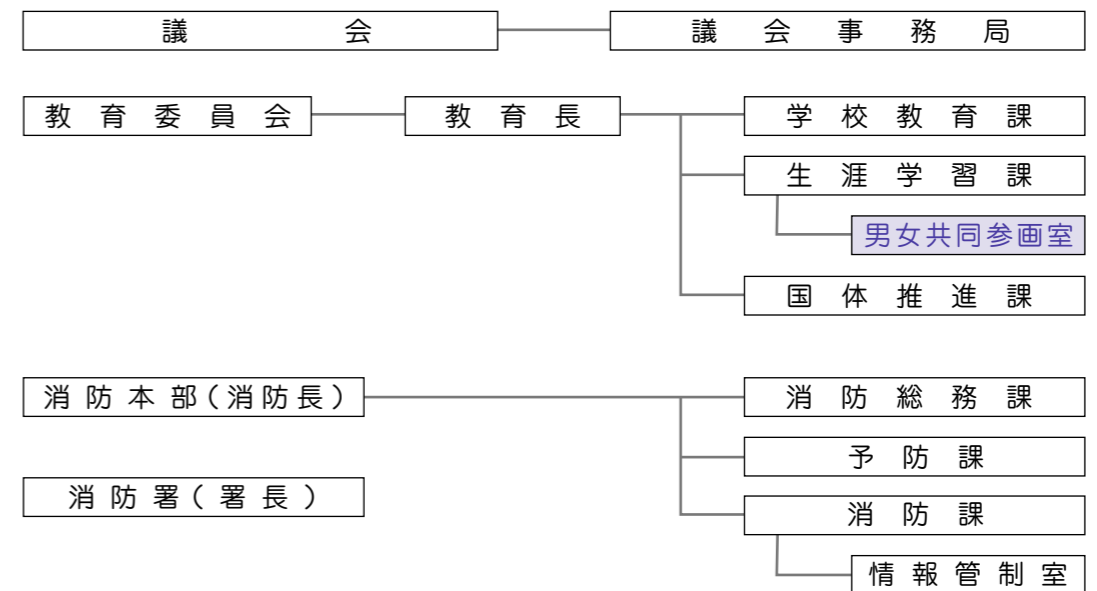 議会
議会事務局
教育委員会
教育長
学校教育課
生涯学習課
男女共同参画室
国体推進課
消防本部(消防長)
消防総務課
予防課
消防署(署長)
消防課
情報管制室